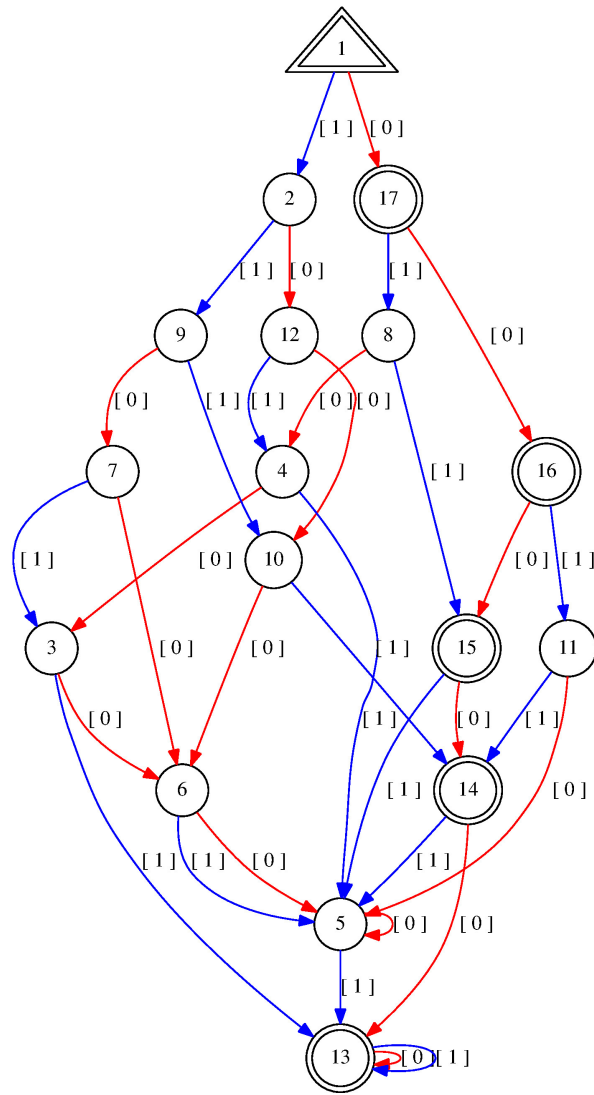 1
[ 1 ] [ 0 ]
2 17
[ 1 ] [ 0 ] [ 1 ]
[ 0 ]
9 12 8
[ 0 ] [ 1 ] [ 1 ] [ 0 ] [ 0 ]
7 4 [ 1 ] 16
[ 1 ] [ 0 ] 10 [ 0 ] [ 1 ]
3 [ 0 ] [ 0 ] [ 1 ] 15 11
[ 0 ] [ 1 ] [ 0 ] [ 1 ]
6 [ 1 ] 14 [ 0 ]
[ 1 ] [ 1 ] [ 0 ] [ 1 ] [ 0 ]
5 [ 0 ]
[ 1 ]
13 [ 0 ] [ 1 ]